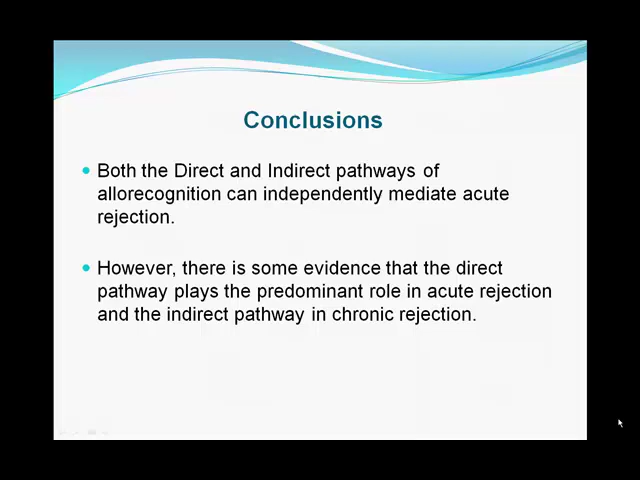 Conclusions
Both the Direct and Indirect pathways of
allorecognition can independently mediate acute
rejection.
However, there is some evidence that the direct
pathway plays the predominant role in acute rejection
and the indirect pathway in chronic rejection.